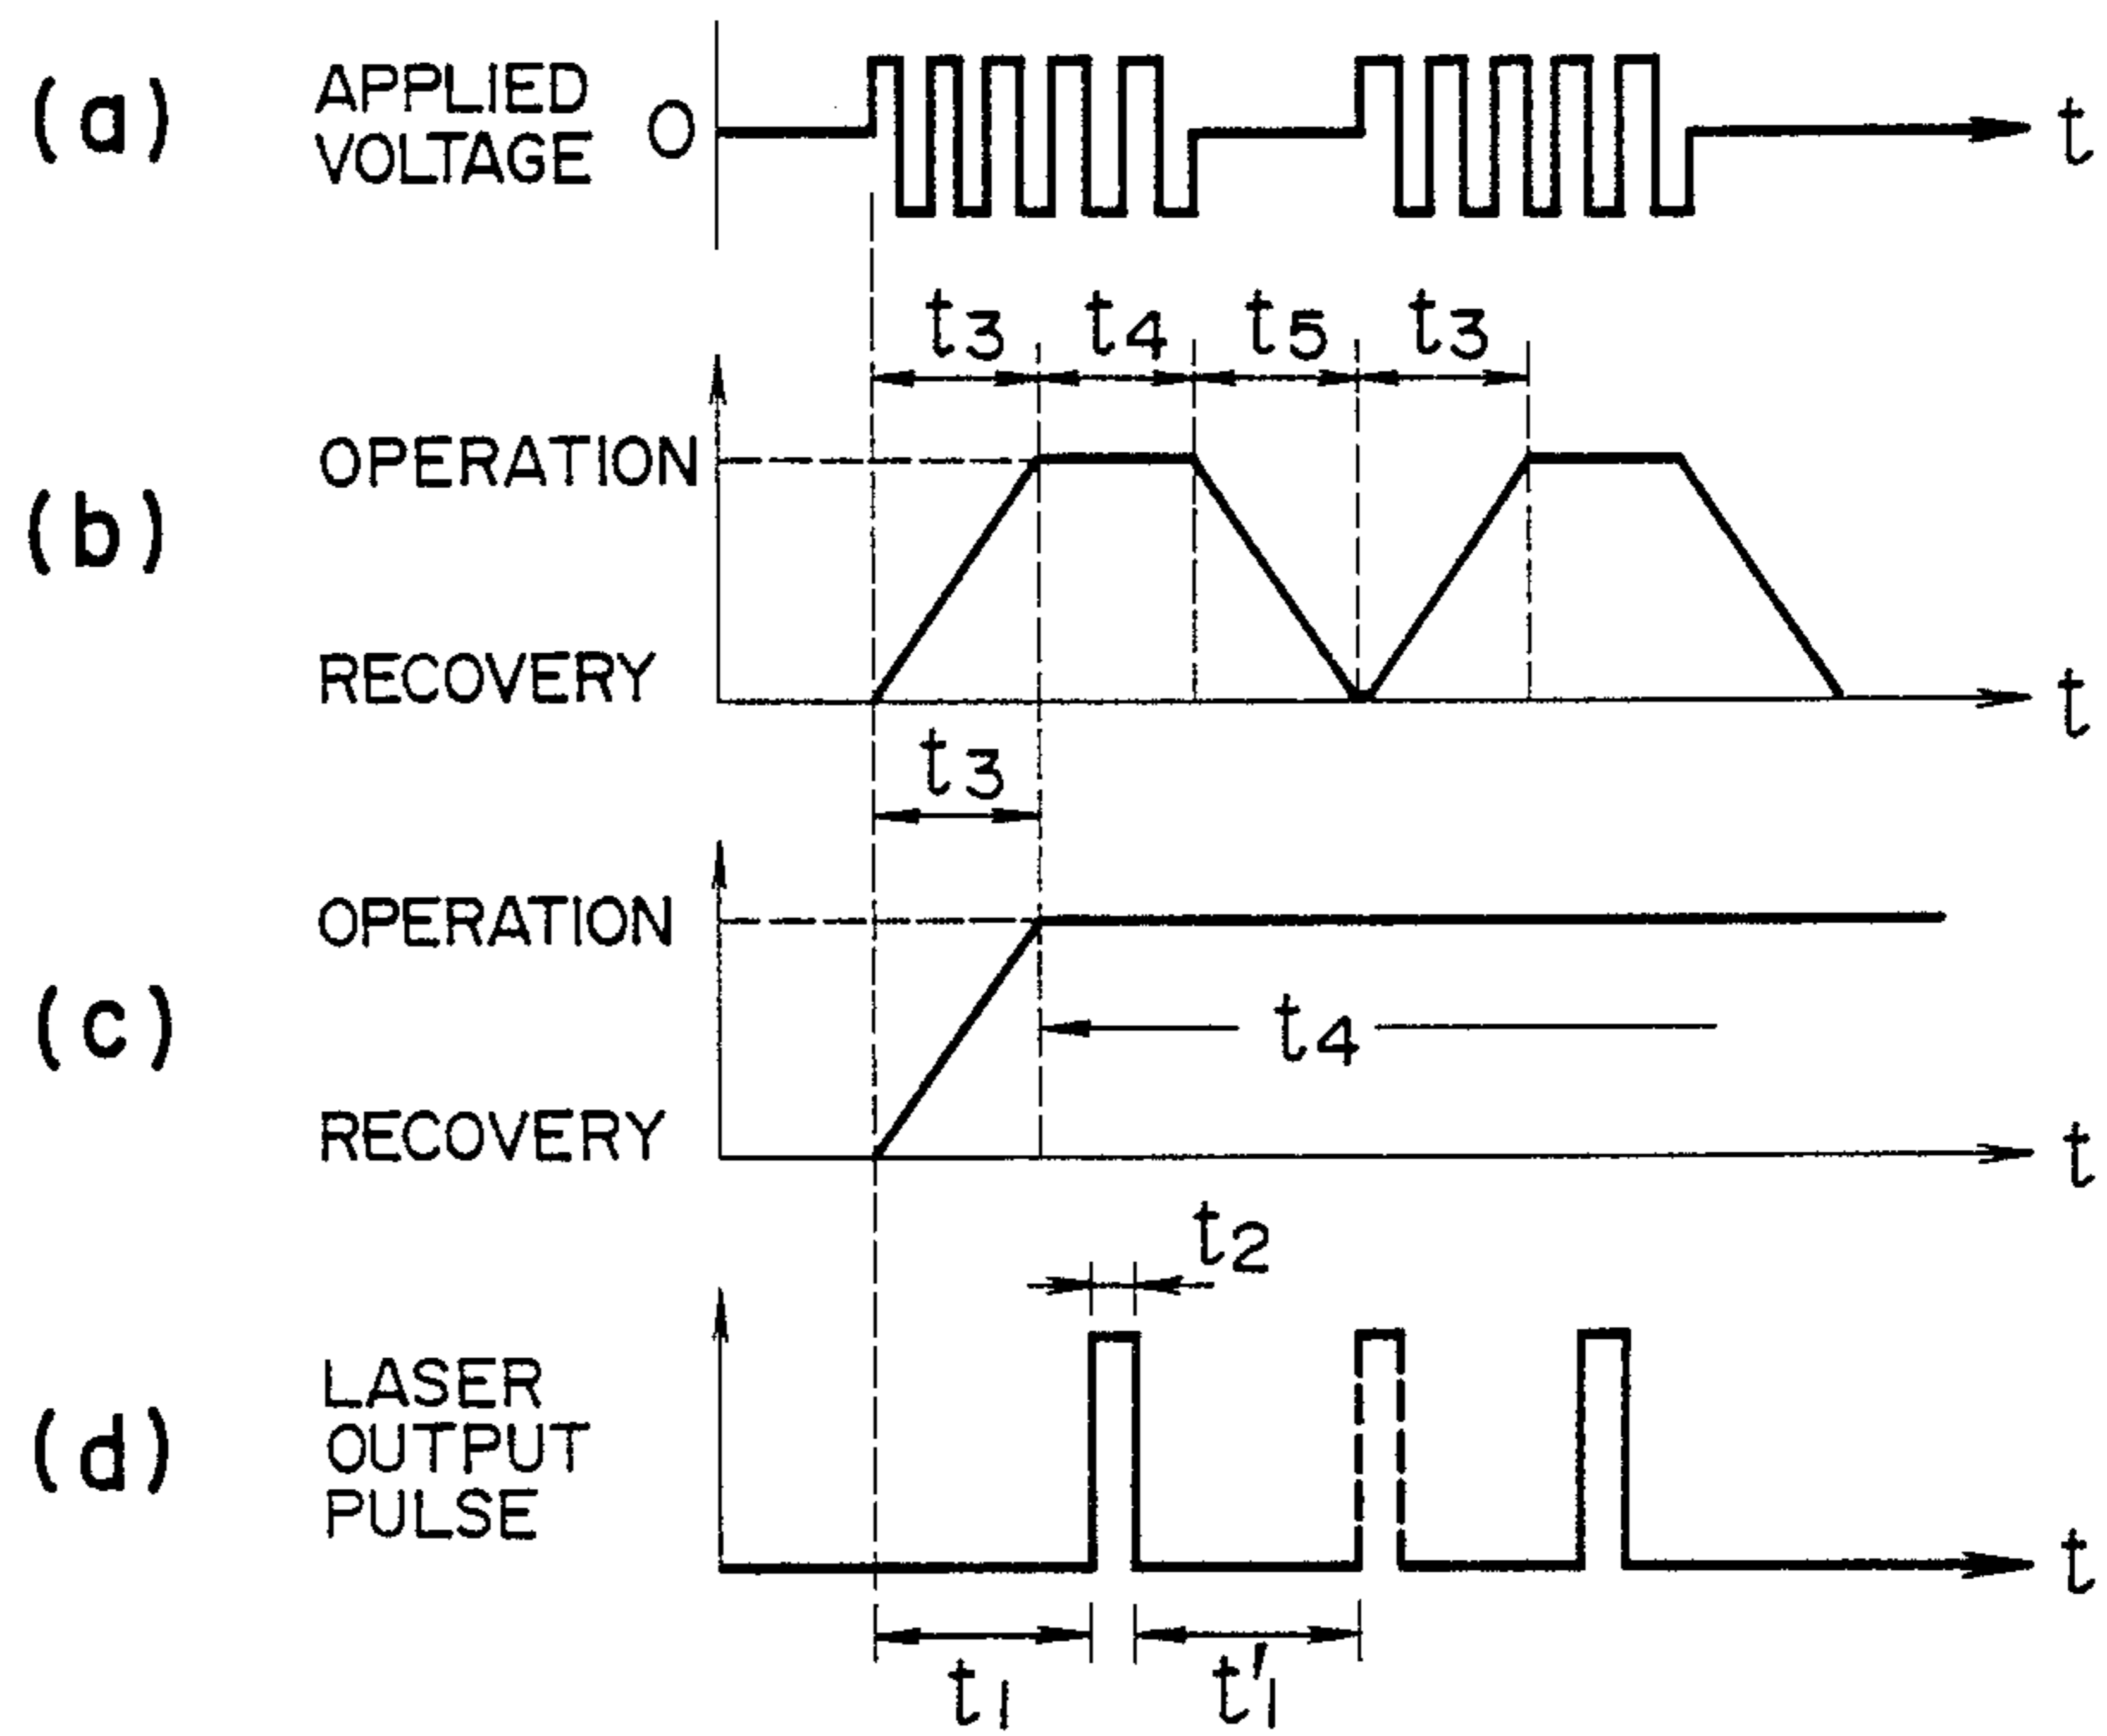 (a)
APPLIED
VOLTAGE
O
t
t3
t4
t5
t3
(b)
OPERATION
RECOVERY
t
t3
(c)
OPERATION
t4
RECOVERY
t
t2
(d)
LASER
OUTPUT
PULSE
t
t1
t'1